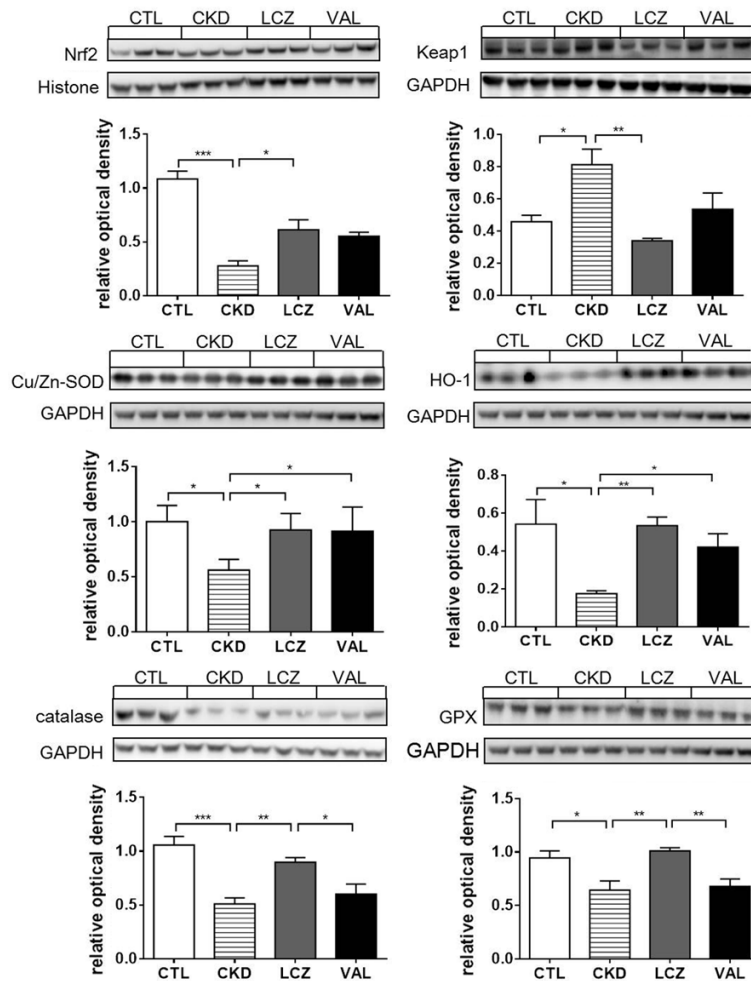 CTL CKD LCZ VAL
Nrf2
Histone
relative optical density
1.5
1.0
0.5
0.0
*** *
CTL CKD LCZ VAL
CTL CKD LCZ VAL
Keap1
GAPDH
relative optical density
1.0
0.8
0.6
0.4
0.2
0.0
* **
CTL CKD LCZ VAL
CTL CKD LCZ VAL
Cu/Zn-SOD
GAPDH
relative optical density
1.5
1.0
0.5
0.0
*
* *
CTL CKD LCZ VAL
CTL CKD LCZ VAL
HO-1
GAPDH
relative optical density
0.8
0.6
0.4
0.2
0.0
*
* **
CTL CKD LCZ VAL
CTL CKD LCZ VAL
catalase
GAPDH
relative optical density
1.5
1.0
0.5
0.0
*** ** *
CTL CKD LCZ VAL
CTL CKD LCZ VAL
GPX
GAPDH
relative optical density
1.5
1.0
0.5
0.0
* ** **
CTL CKD LCZ VAL